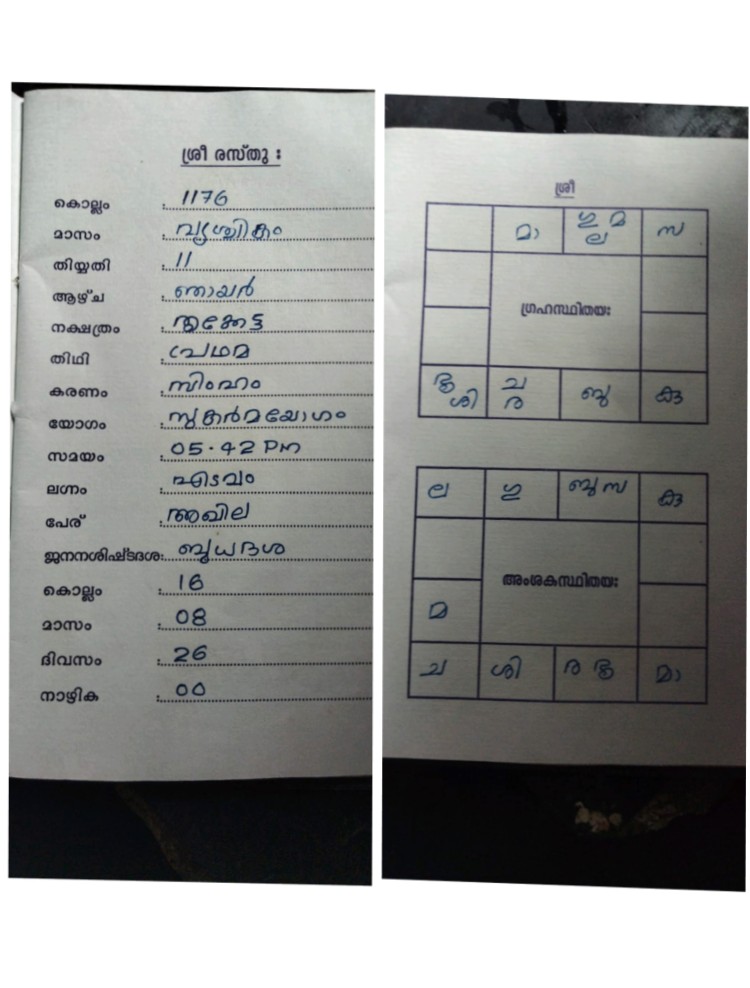 ശ്രീ രസ്തു :
കൊല്ലം : 1176
മാസം : വൃശ്ചികം
തിയ്യതി : 11
ആഴ്ച : ഞായർ
നക്ഷത്രം : തൃക്കേട്ട
തിഥി : പ്രഥമ
കരണം : സിംഹം
യോഗം : സുകർമയോഗം
സമയം : 05-42 PM
ലഗ്നം : എടവം
പേര് : അഖില
ജനനശിഷ്ടദശ: ബുധദശ
കൊല്ലം : 16
മാസം : 08
ദിവസം : 26
നാഴിക : 00
ശ്രീ
മാ ഗു മ ല സ
ഗ്രഹസ്ഥിതയഃ
ശി ച ര ബു കു
ല ഗു ബു സ കു
അംശകസ്ഥിതയഃ
മ
ച ശി ര മാ